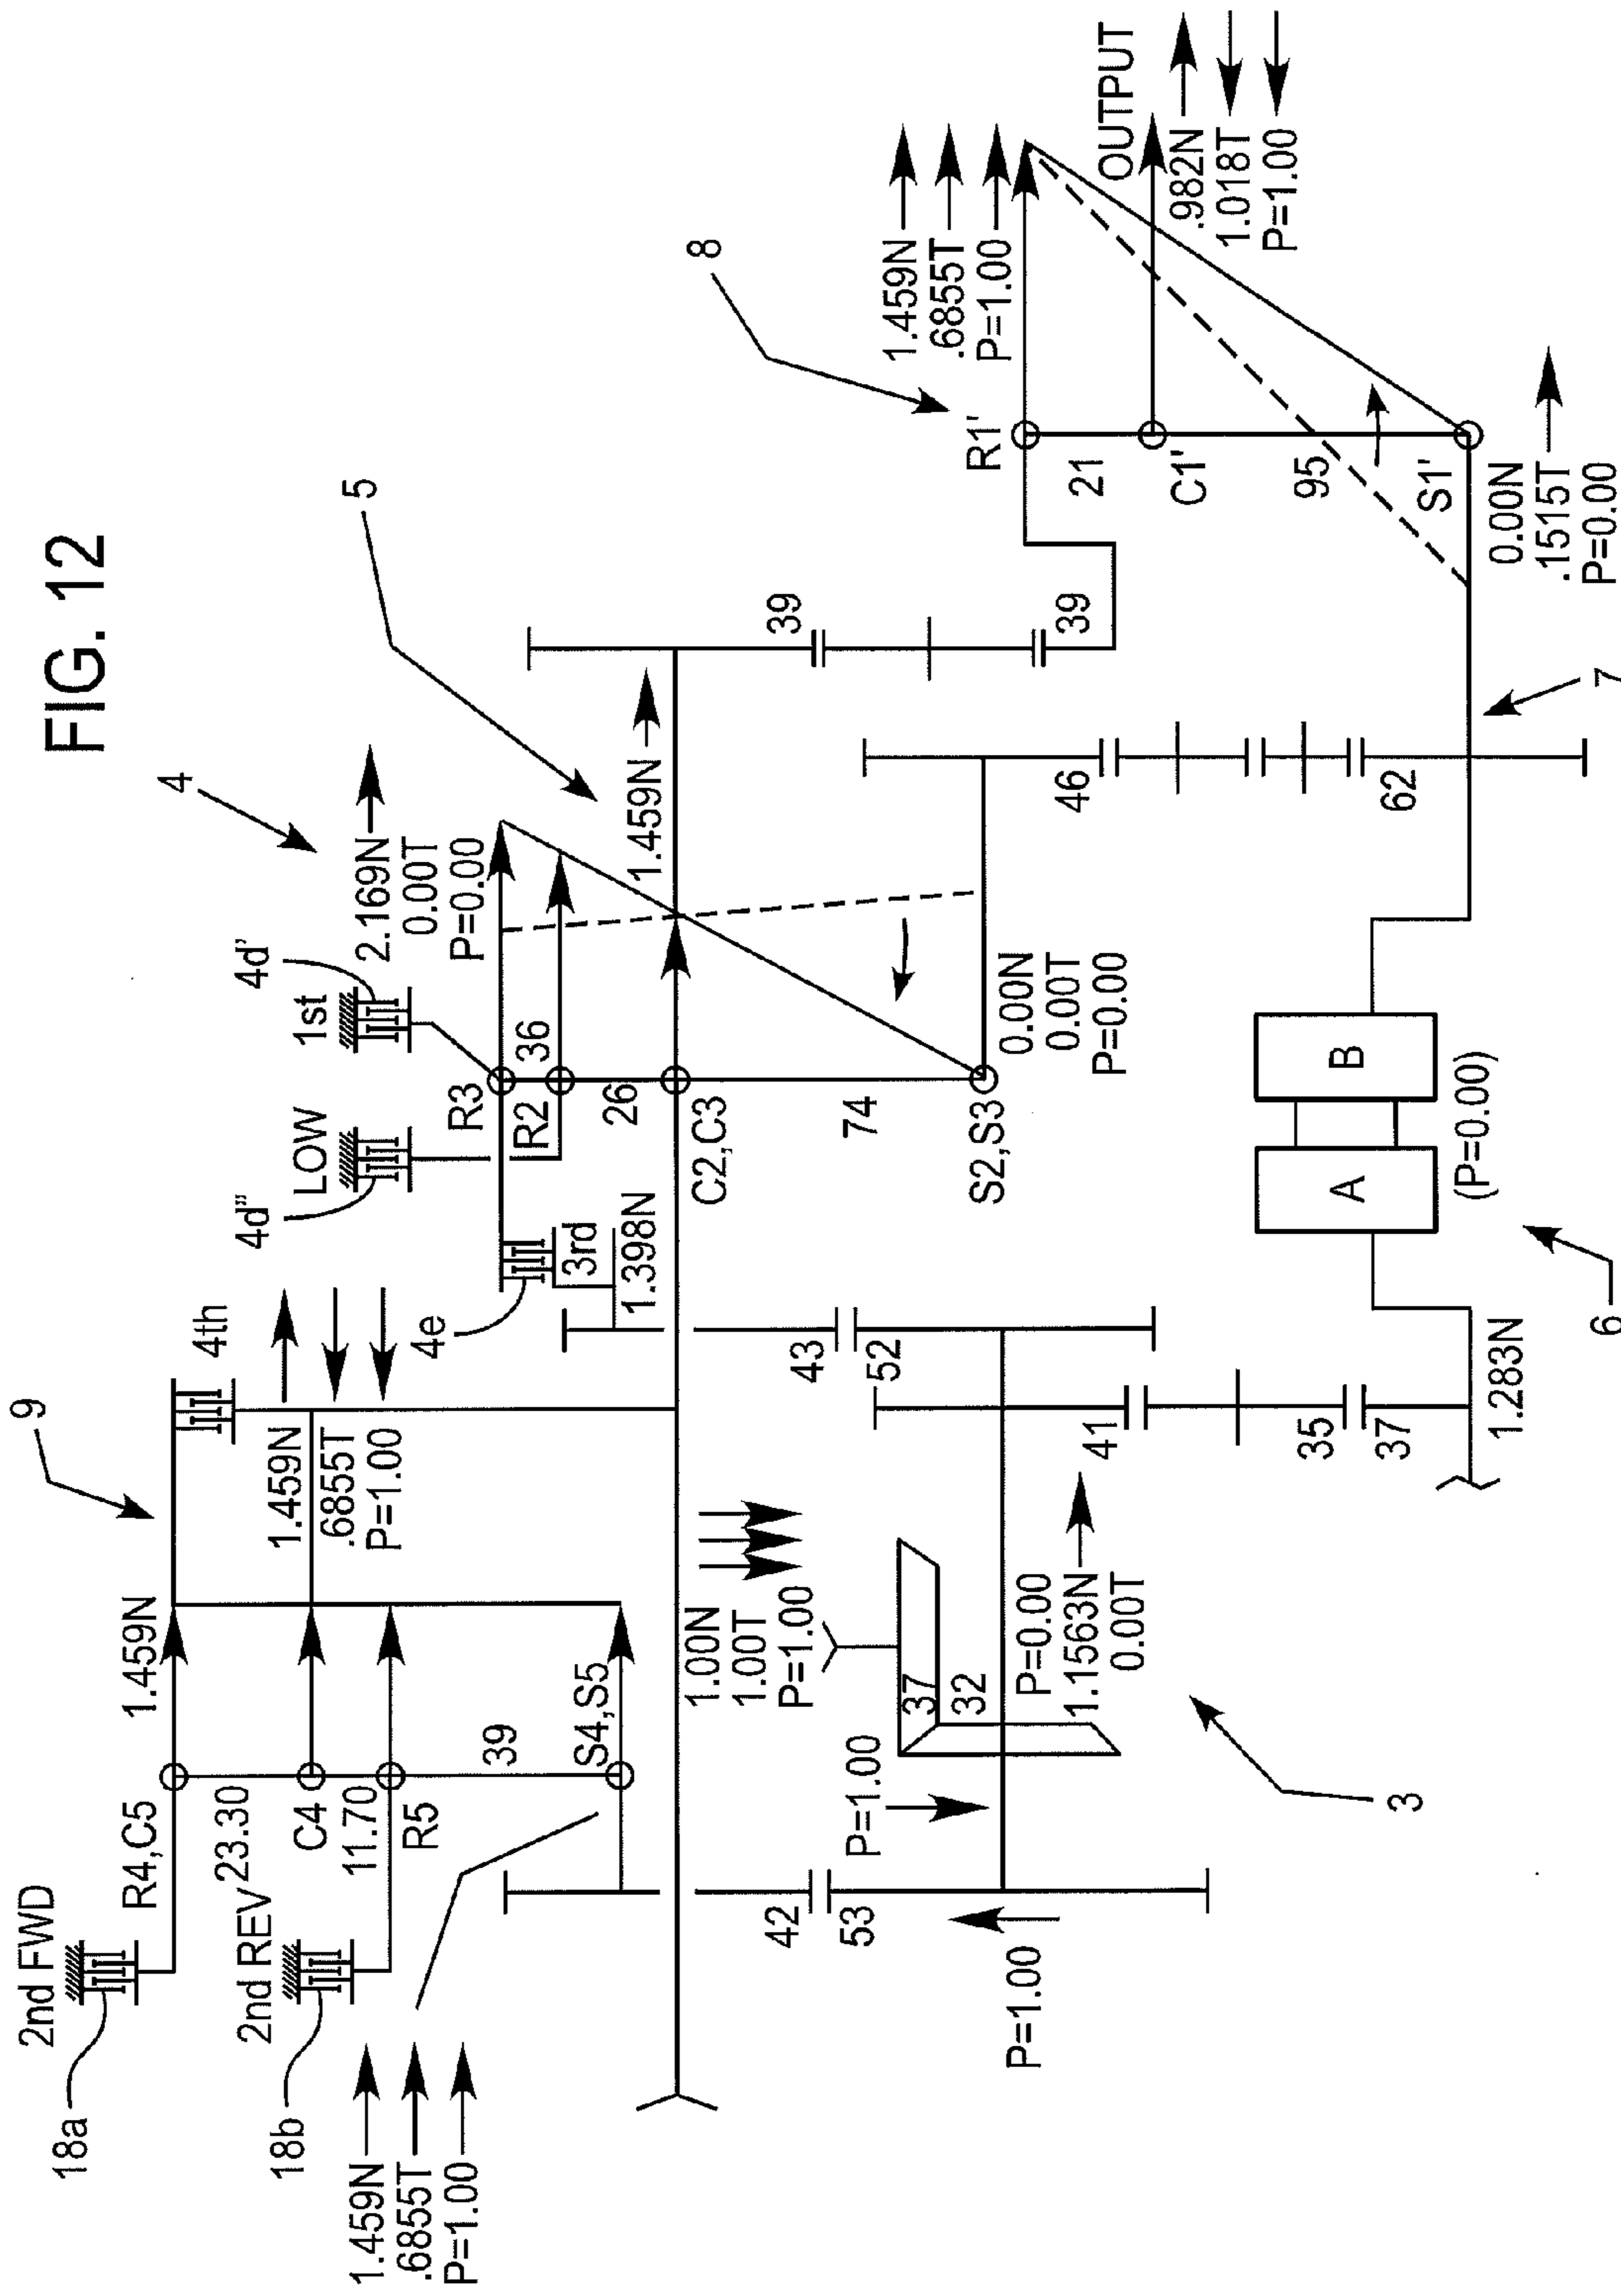 FIG. 12
2nd FWD
18a
2nd REV
18b
1.459N
.6855T
P=1.00
R4,C5
23.30
C4
11.70
R5
39
S4,S5
1.459N
9
4th
1.459N
.6855T
P=1.00
4e
3rd
1.398N
LOW
4d"
1st
4d'
4
2.169N
0.00T
P=0.00
R3
36
R2
26
C2,C3
74
S2,S3
0.00N
0.00T
P=0.00
5
1.459N
39
39
46
62
7
8
1.459N
.6855T
P=1.00
R1'
21
C1'
95
S1'
0.00N
.1515T
P=0.00
OUTPUT
.982N
1.018T
P=1.00
1.00N
1.00T
P=1.00
37
32
P=1.00
42
53
P=1.00
P=0.00
1.1563N
0.00T
3
43
52
41
35
37
1.283N
A
B
(P=0.00)
6